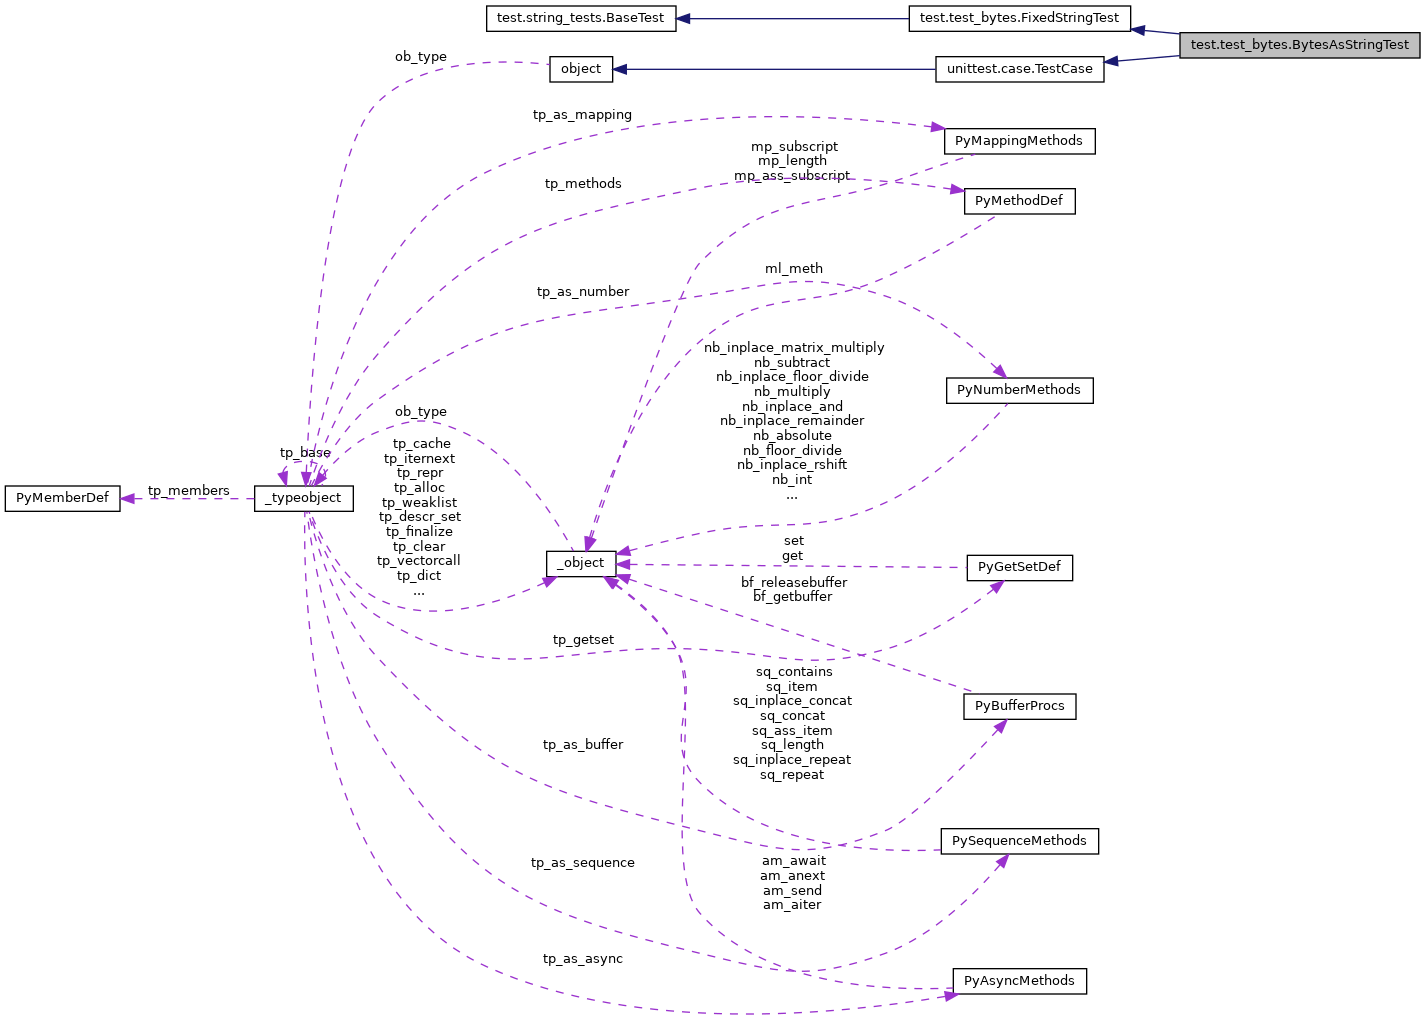 test.string_tests.BaseTest
test.test_bytes.FixedStringTest
test.test_bytes.BytesAsStringTest
ob_type
object
unittest.case.TestCase
tp_as_mapping
PyMappingMethods
mp_subscript
mp_length
mp_ass_subscript
tp_methods
PyMethodDef
ml_meth
tp_as_number
nb_inplace_matrix_multiply
nb_subtract
nb_inplace_floor_divide
nb_multiply
nb_inplace_and
nb_inplace_remainder
nb_absolute
nb_floor_divide
nb_inplace_rshift
nb_int
...
PyNumberMethods
ob_type
tp_base
tp_cache
tp_iternext
tp_repr
tp_alloc
tp_weaklist
tp_descr_set
tp_finalize
tp_clear
tp_vectorcall
tp_dict
...
PyMemberDef
tp_members
_typeobject
_object
set
get
PyGetSetDef
bf_releasebuffer
bf_getbuffer
tp_getset
sq_contains
sq_item
sq_inplace_concat
sq_concat
sq_ass_item
sq_length
sq_inplace_repeat
sq_repeat
PyBufferProcs
tp_as_buffer
PySequenceMethods
tp_as_sequence
am_await
am_anext
am_send
am_aiter
tp_as_async
PyAsyncMethods